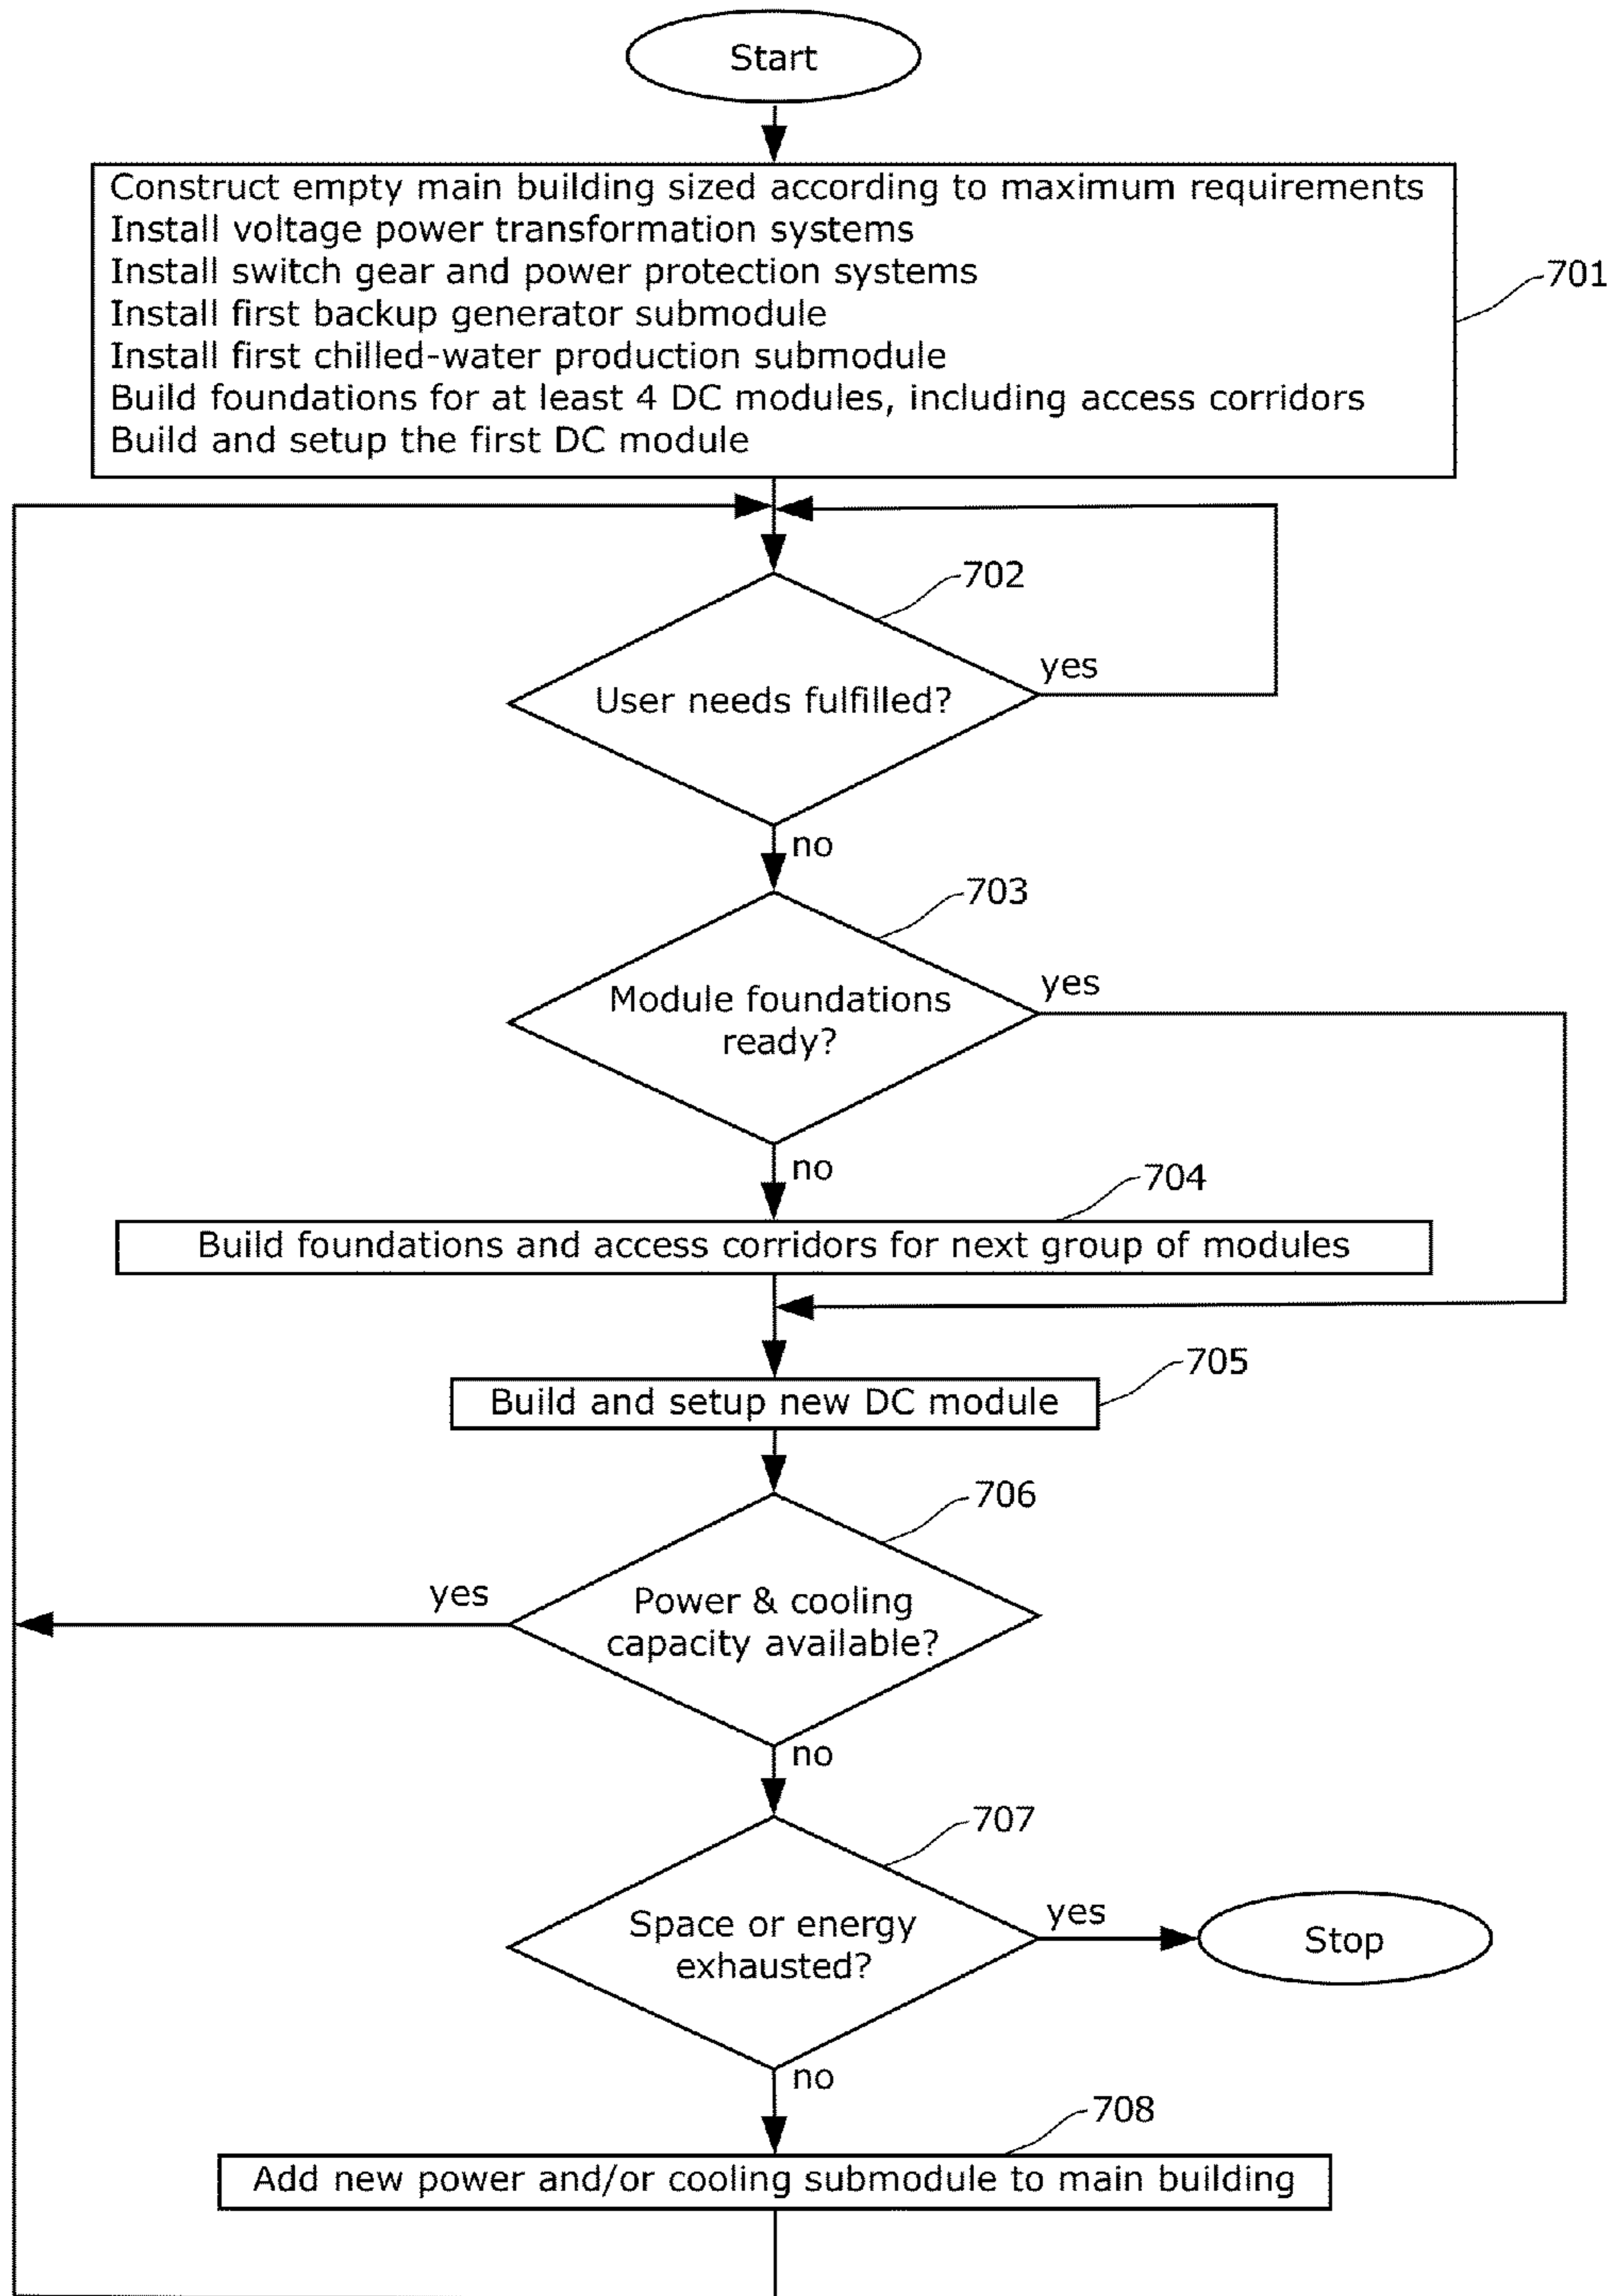 Start
Construct empty main building sized according to maximum requirements
Install voltage power transformation systems
Install switch gear and power protection systems
Install first backup generator submodule
Install first chilled-water production submodule
Build foundations for at least 4 DC modules, including access corridors
Build and setup the first DC module
701
702
yes
User needs fulfilled?
no
703
yes
Module foundations
ready?
no
704
Build foundations and access corridors for next group of modules
705
Build and setup new DC module
706
yes
Power & cooling
capacity available?
no
707
yes
Space or energy
exhausted?
Stop
no
708
Add new power and/or cooling submodule to main building